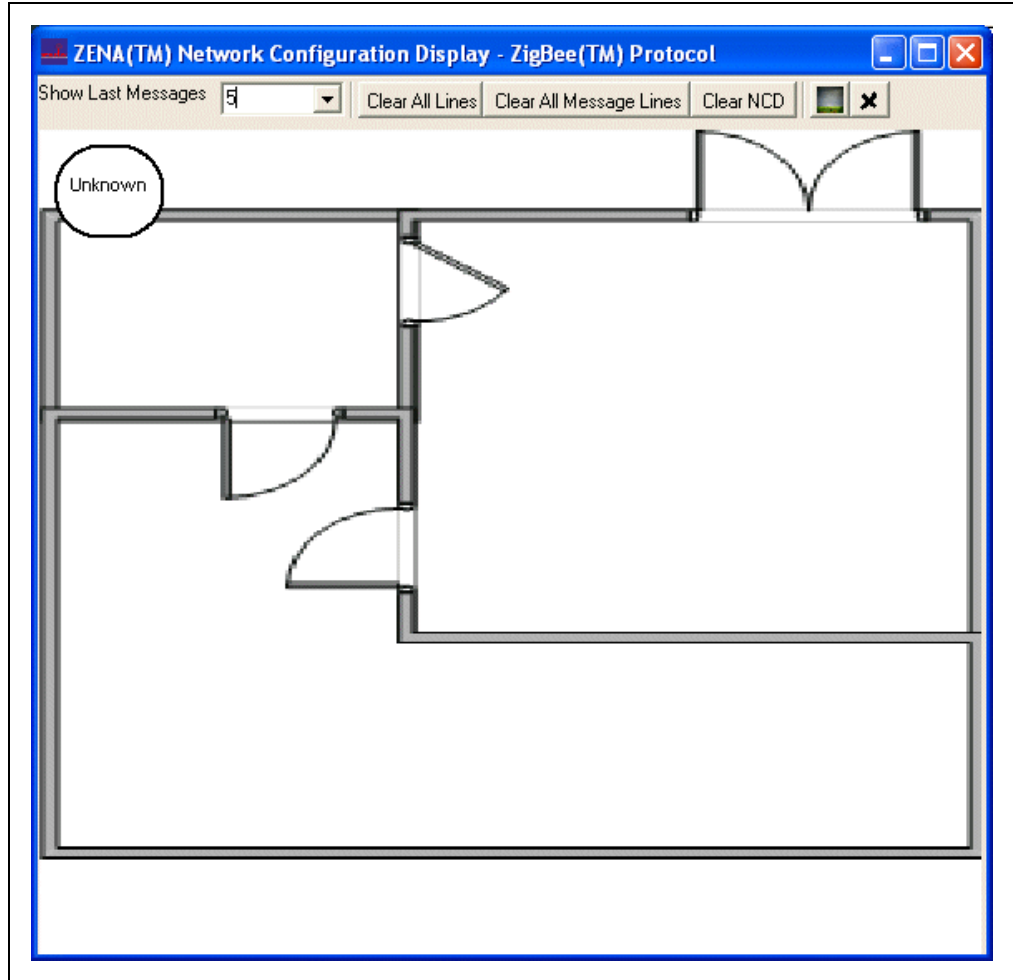 ZENA(TM) Network Configuration Display - ZigBee(TM) Protocol
Show Last Messages 5 Clear All Lines Clear All Message Lines Clear NCD
Unknown